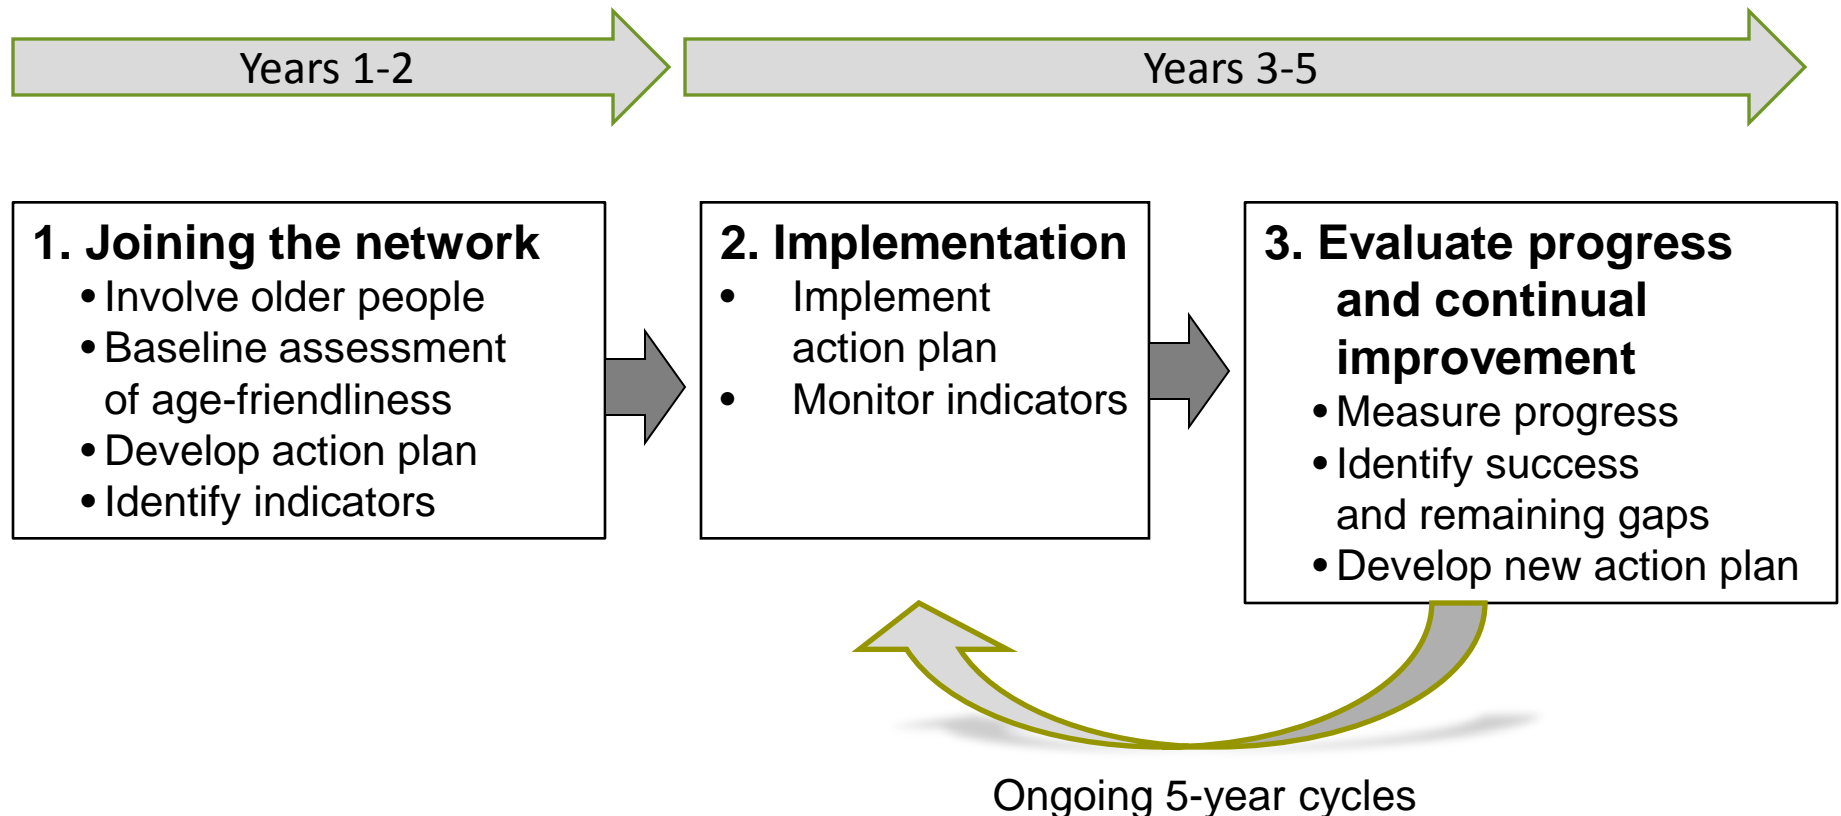 Years 1-2
Years 3-5
1. Joining the network
• Involve older people
• Baseline assessment
of age-friendliness
• Develop action plan
• Identify indicators
2. Implementation
• Implement
action plan
• Monitor indicators
3. Evaluate progress
and continual
improvement
• Measure progress
• Identify success
and remaining gaps
• Develop new action plan
Ongoing 5-year cycles